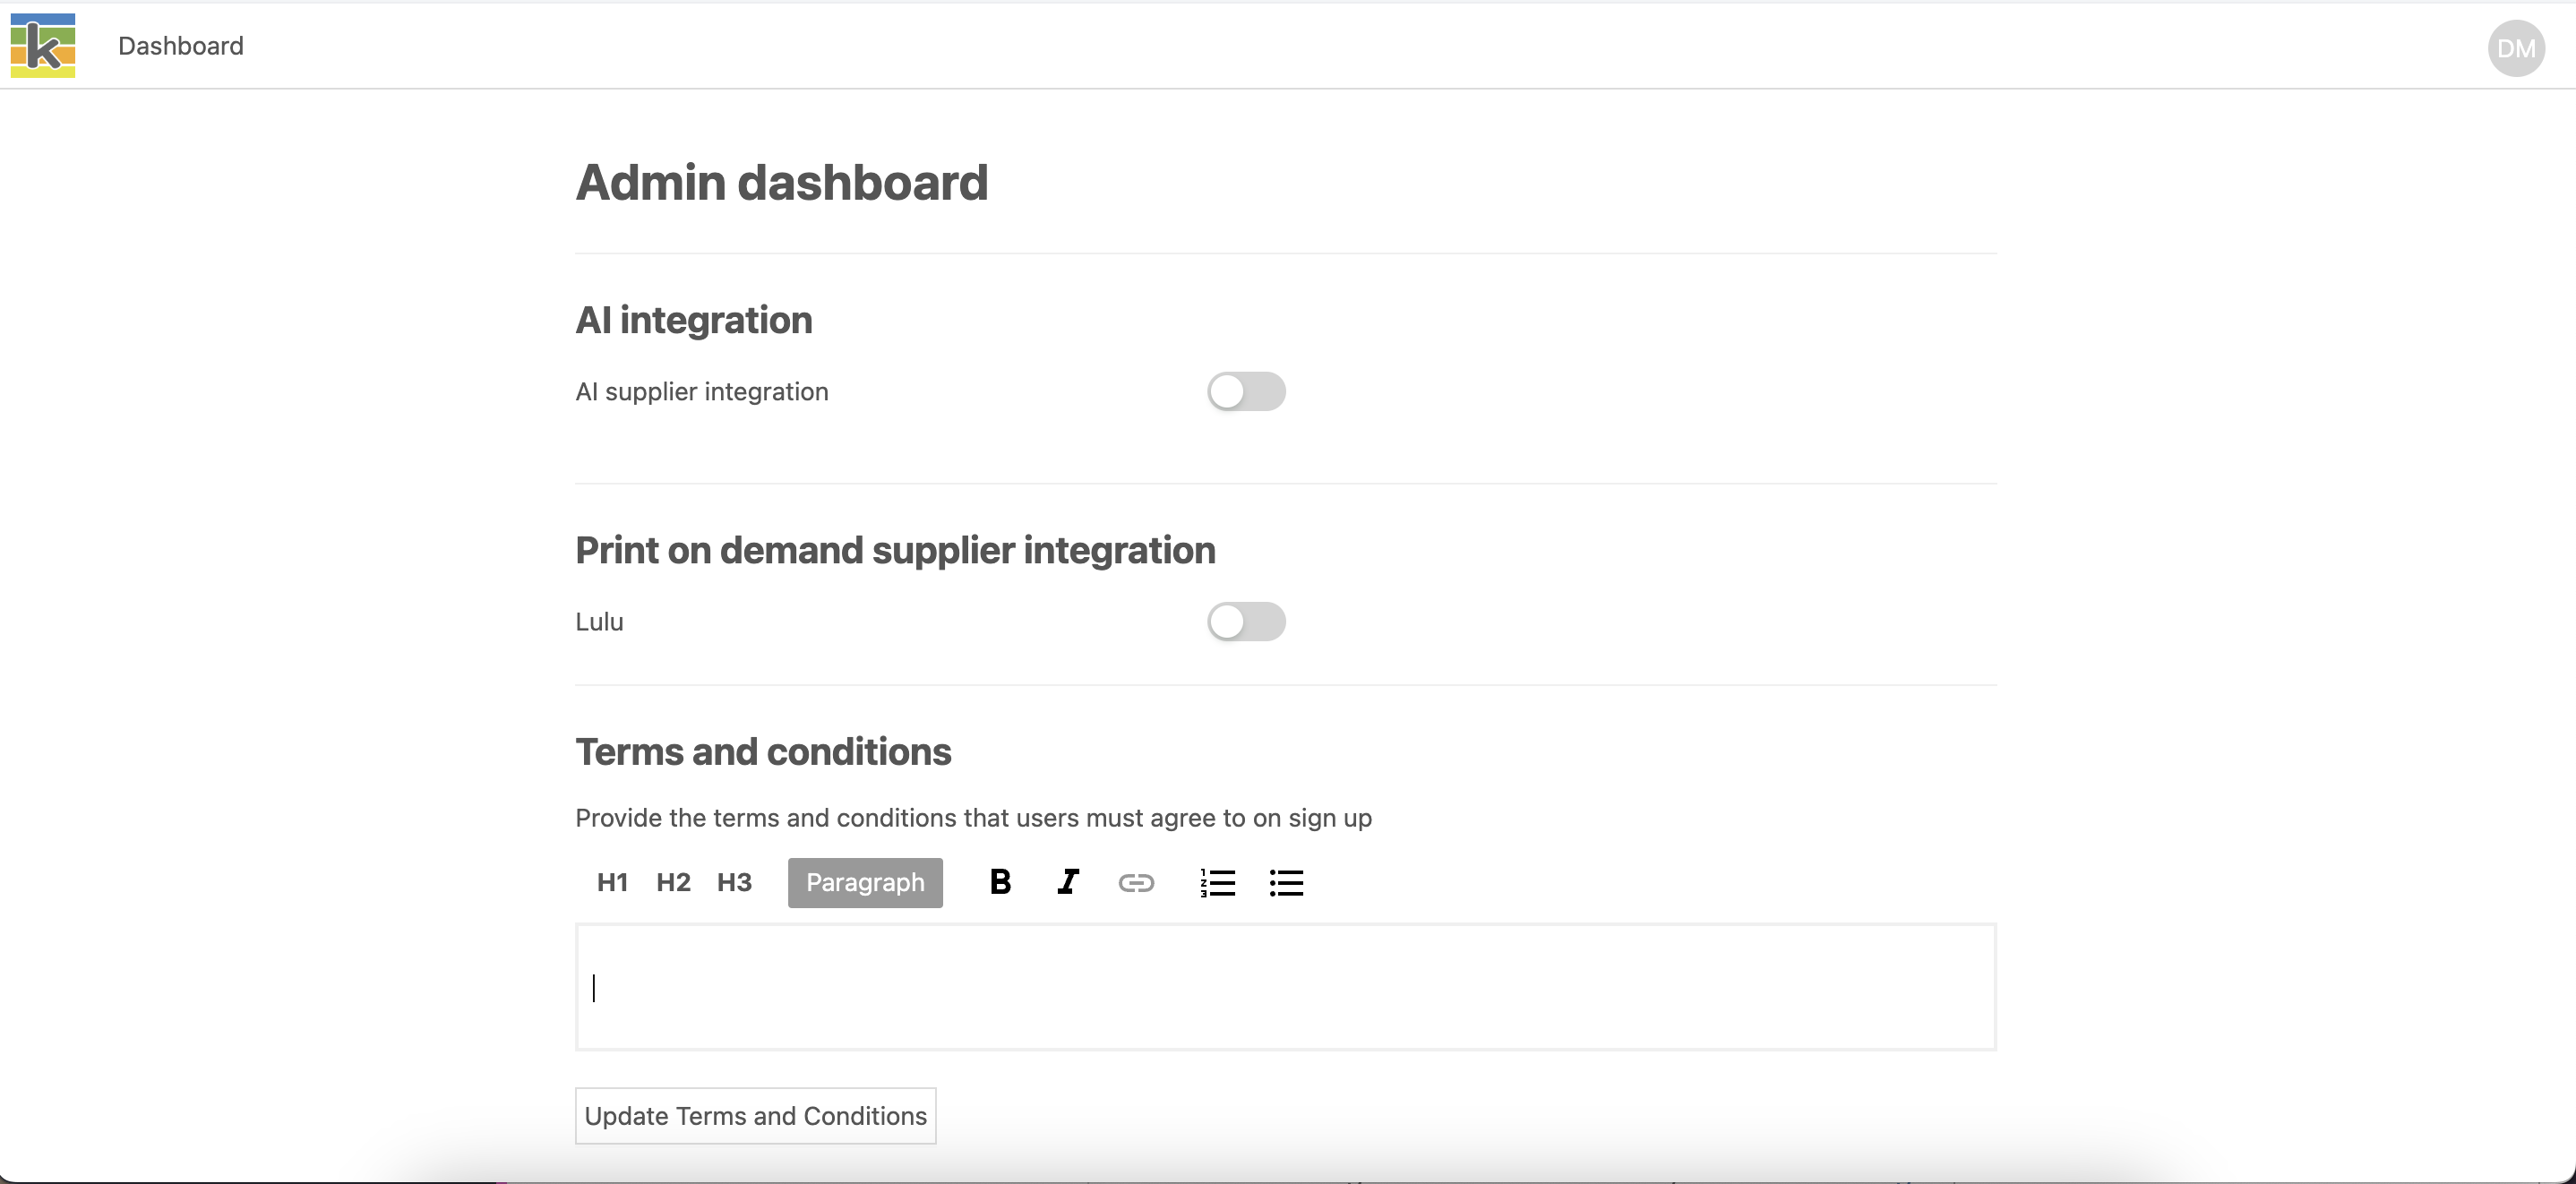 k
Dashboard
DM
Admin dashboard
AI integration
AI supplier integration
Print on demand supplier integration
Lulu
Terms and conditions
Provide the terms and conditions that users must agree to on sign up
H1 H2 H3 Paragraph B I
Update Terms and Conditions